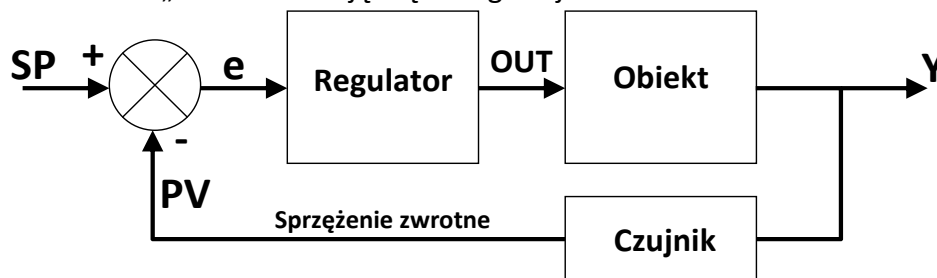 SP
+
-
e
Regulator
OUT
Obiekt
Y
PV
Sprzężenie zwrotne
Czujnik